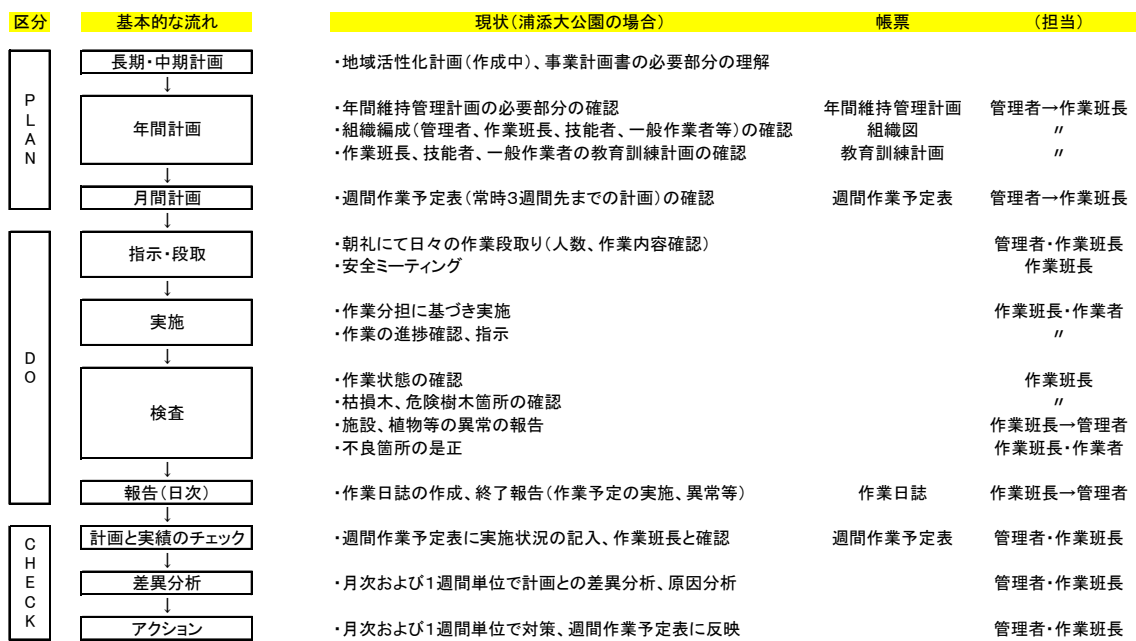 区分 基本的な流れ 現状(浦添大公園の場合) 帳票 (担当)
PLAN
長期・中期計画 ・地域活性化計画(作成中)、事業計画書の必要部分の理解
↓
年間計画
・年間維持管理計画の必要部分の確認 年間維持管理計画 管理者→作業班長
・組織編成(管理者、作業班長、技能者、一般作業者等)の確認 組織図 〃
・作業班長、技能者、一般作業者の教育訓練計画の確認 教育訓練計画 〃
↓
月間計画 ・週間作業予定表(常時3週間先までの計画)の確認 週間作業予定表 管理者→作業班長
↓
DO
指示・段取
・朝礼にて日々の作業段取り(人数、作業内容確認) 管理者・作業班長
・安全ミーティング 作業班長
↓
実施
・作業分担に基づき実施 作業班長・作業者
・作業の進捗確認、指示 〃
↓
検査
・作業状態の確認 作業班長
・枯損木、危険樹木箇所の確認 〃
・施設、植物等の異常の報告 作業班長→管理者
・不良箇所の是正 作業班長・作業者
↓
報告(日次) ・作業日誌の作成、終了報告(作業予定の実施、異常等) 作業日誌 作業班長→管理者
↓
CHECK
計画と実績のチェック ・週間作業予定表に実施状況の記入、作業班長と確認 週間作業予定表 管理者・作業班長
↓
差異分析 ・月次および1週間単位で計画との差異分析、原因分析 管理者・作業班長
↓
アクション ・月次および1週間単位で対策、週間作業予定表に反映 管理者・作業班長